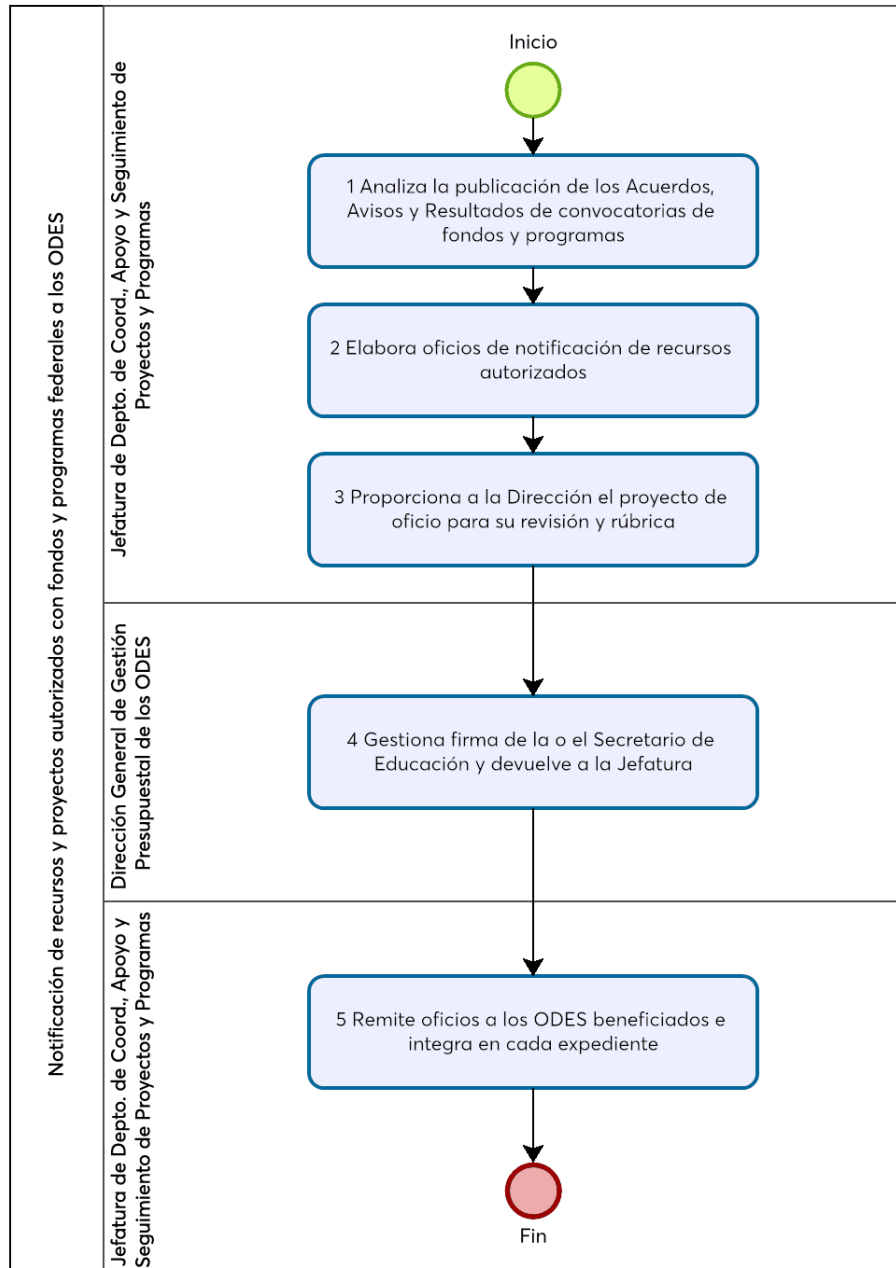 Notificación de recursos y proyectos autorizados con fondos y programas federales a los ODES
Jefatura de Depto. de Coord., Apoyo y Seguimiento de
Proyectos y Programas
Inicio
1 Analiza la publicación de los Acuerdos,
Avisos y Resultados de convocatorias de
fondos y programas
2 Elabora oficios de notificación de recursos
autorizados
3 Proporciona a la Dirección el proyecto de
oficio para su revisión y rúbrica
Dirección General de Gestión
Presupuestal de los ODES
4 Gestiona firma de la o el Secretario de
Educación y devuelve a la Jefatura
Jefatura de Depto. de Coord., Apoyo y
Seguimiento de Proyectos y Programas
5 Remite oficios a los ODES beneficiados e
integra en cada expediente
Fin